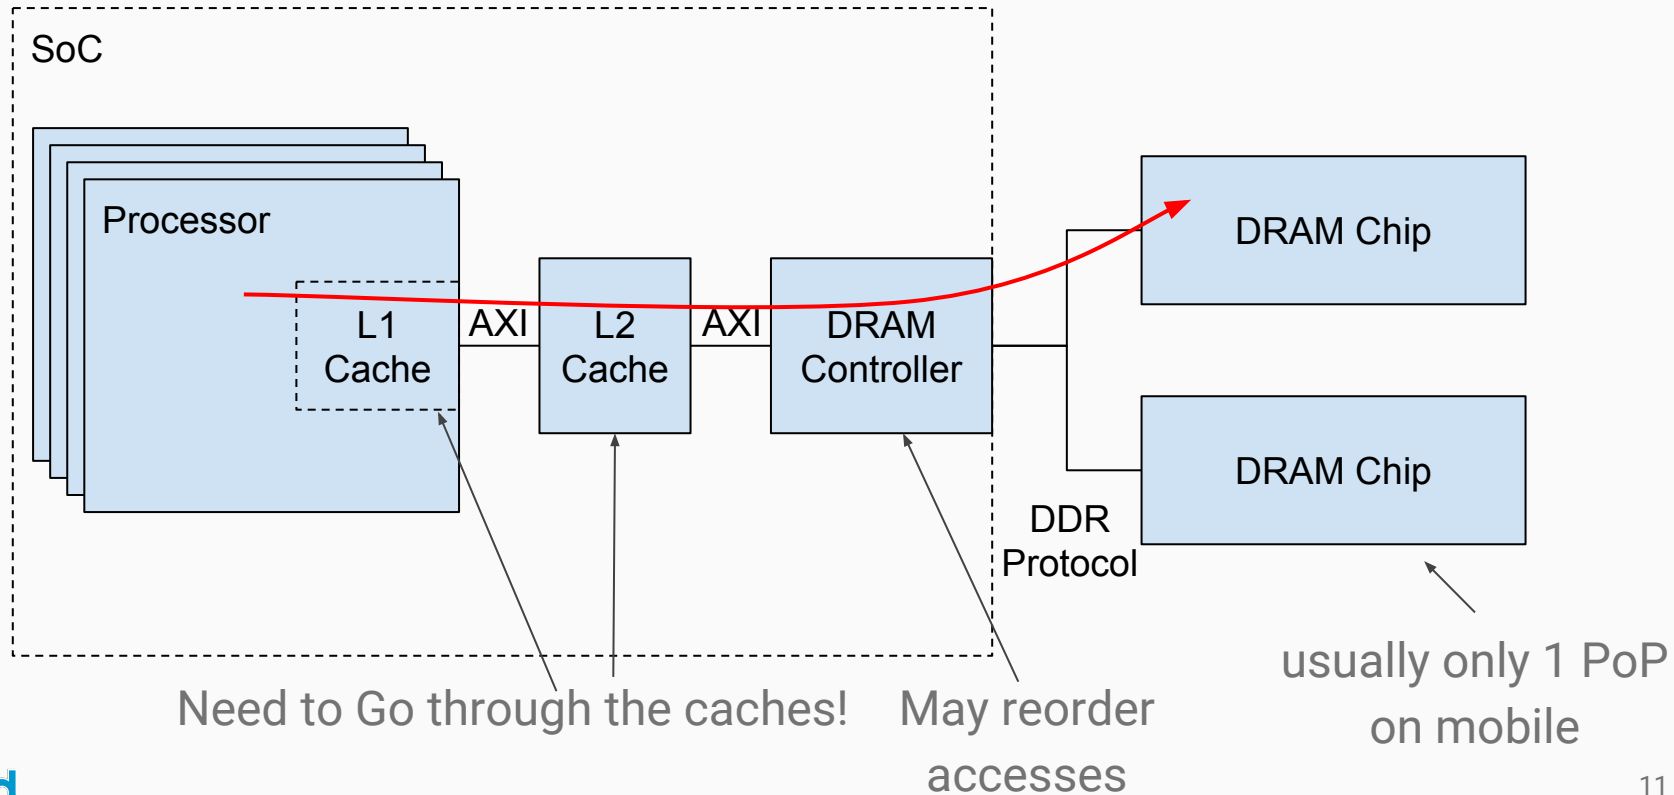 SoC
Processor
L1
Cache
AXI
L2
Cache
AXI
DRAM
Controller
DRAM Chip
DRAM Chip
DDR
Protocol
Need to Go through the caches!
May reorder
accesses
usually only 1 PoP
on mobile
11